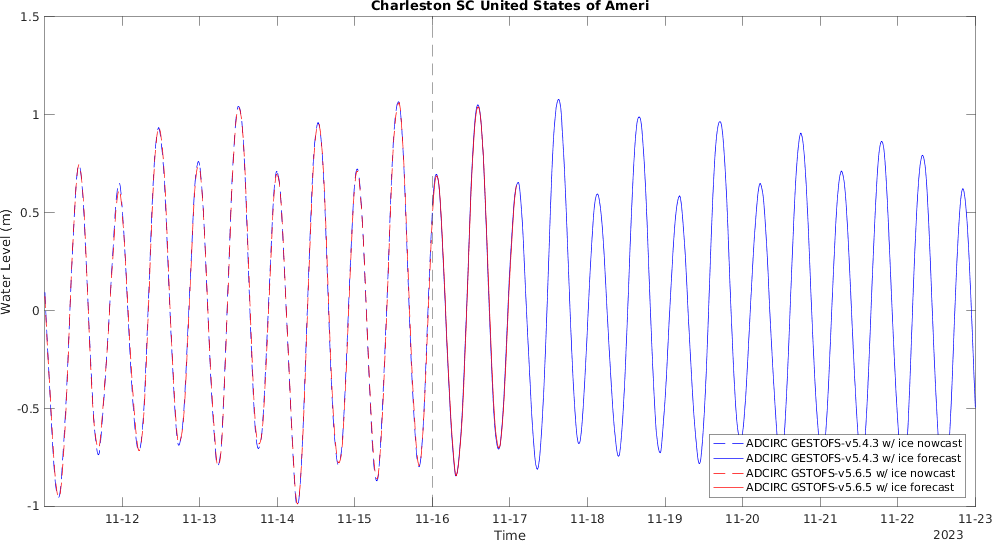 Charleston SC United States of Ameri
1.5
1
0.5
0
-0.5
-1
Water Level (m)
ADCIRC GESTOFS-v5.4.3 w/ ice nowcast
ADCIRC GESTOFS-v5.4.3 w/ ice forecast
ADCIRC GSTOFS-v5.6.5 w/ ice nowcast
ADCIRC GSTOFS-v5.6.5 w/ ice forecast
11-12 11-13 11-14 11-15 11-16 11-17 11-18 11-19 11-20 11-21 11-22 11-23
Time
2023